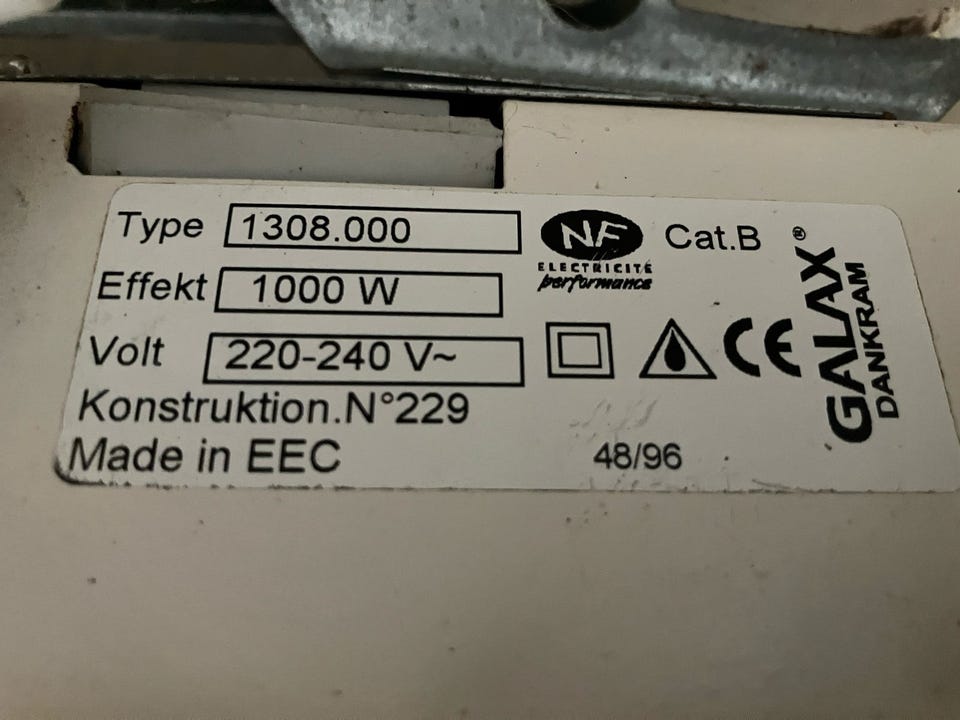 Type 1308.000
NF
ELECTRICITE
performance
Cat.B
Effekt 1000 W
Volt 220-240 V~
CE
Konstruktion.N°229
Made in EEC
48/96
GALAX®
DANKRAM